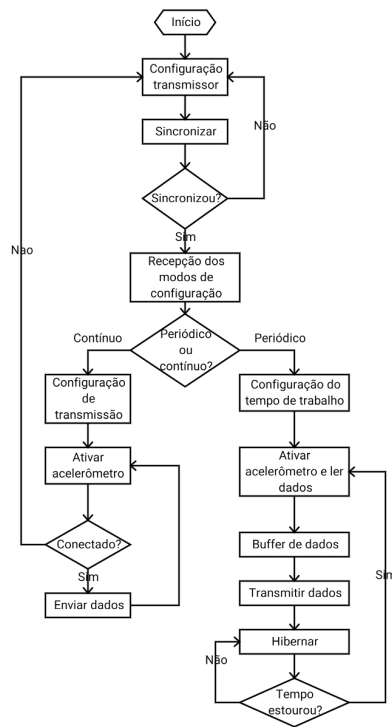 Início
Configuração
transmissor
Sincronizar
Não
Sincronizou?
Sim
Nao
Recepção dos
modos de
configuração
Periódico
ou
contínuo?
Contínuo
Periódico
Configuração
de
transmissão
Ativar
acelerômetro
Conectado?
Sim
Enviar dados
Configuração do
tempo de trabalho
Ativar
acelerômetro e ler
dados
Buffer de dados
Transmitir dados
Hibernar
Não
Tempo
estourou?
Sim